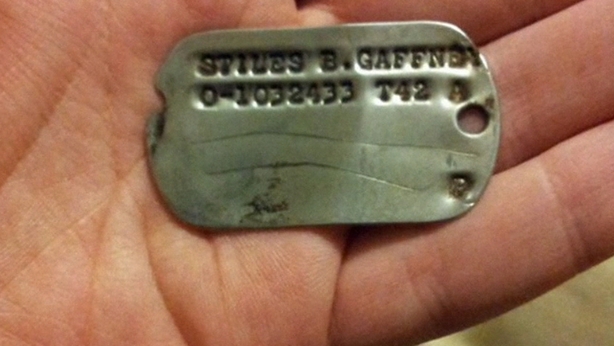 STILES B.GAFFNEY
O-1032433 T42 A
P